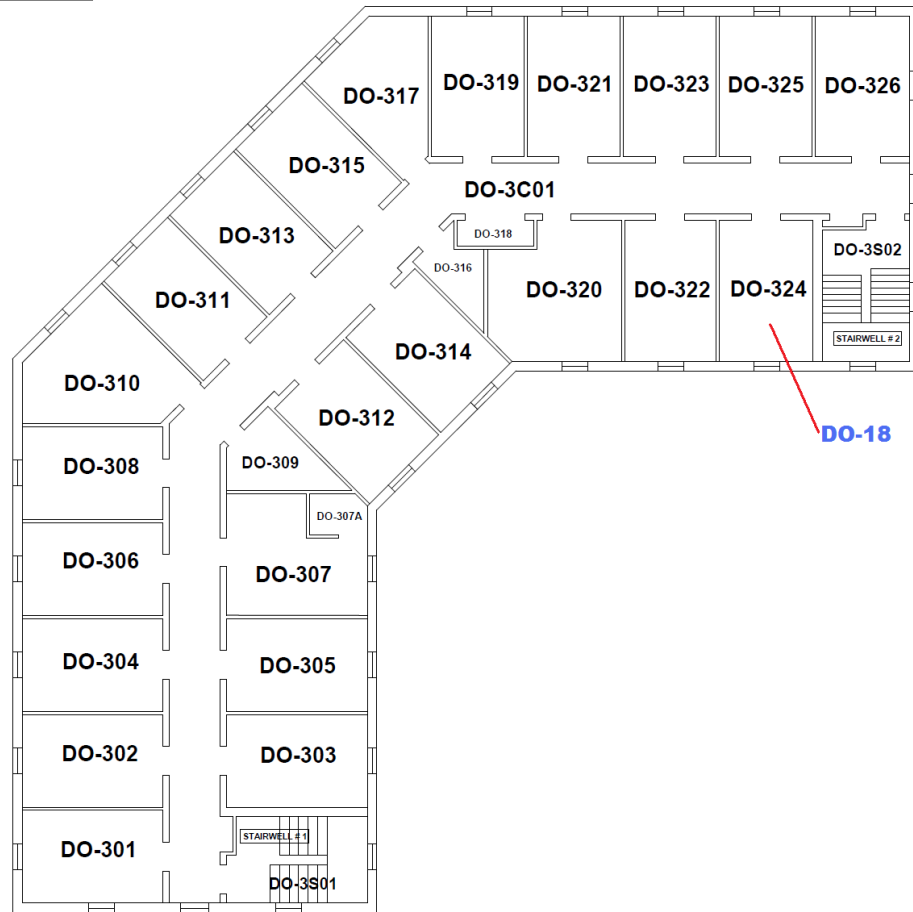 DO-317
DO-319
DO-321
DO-323
DO-325
DO-326
DO-315
DO-3C01
DO-313
DO-318
DO-3S02
DO-316
DO-311
DO-320
DO-322
DO-324
STAIRWELL # 2
DO-314
DO-310
DO-312
DO-18
DO-308
DO-309
DO-307A
DO-306
DO-307
DO-304
DO-305
DO-302
DO-303
STAIRWELL # 1
DO-301
DO-3S01